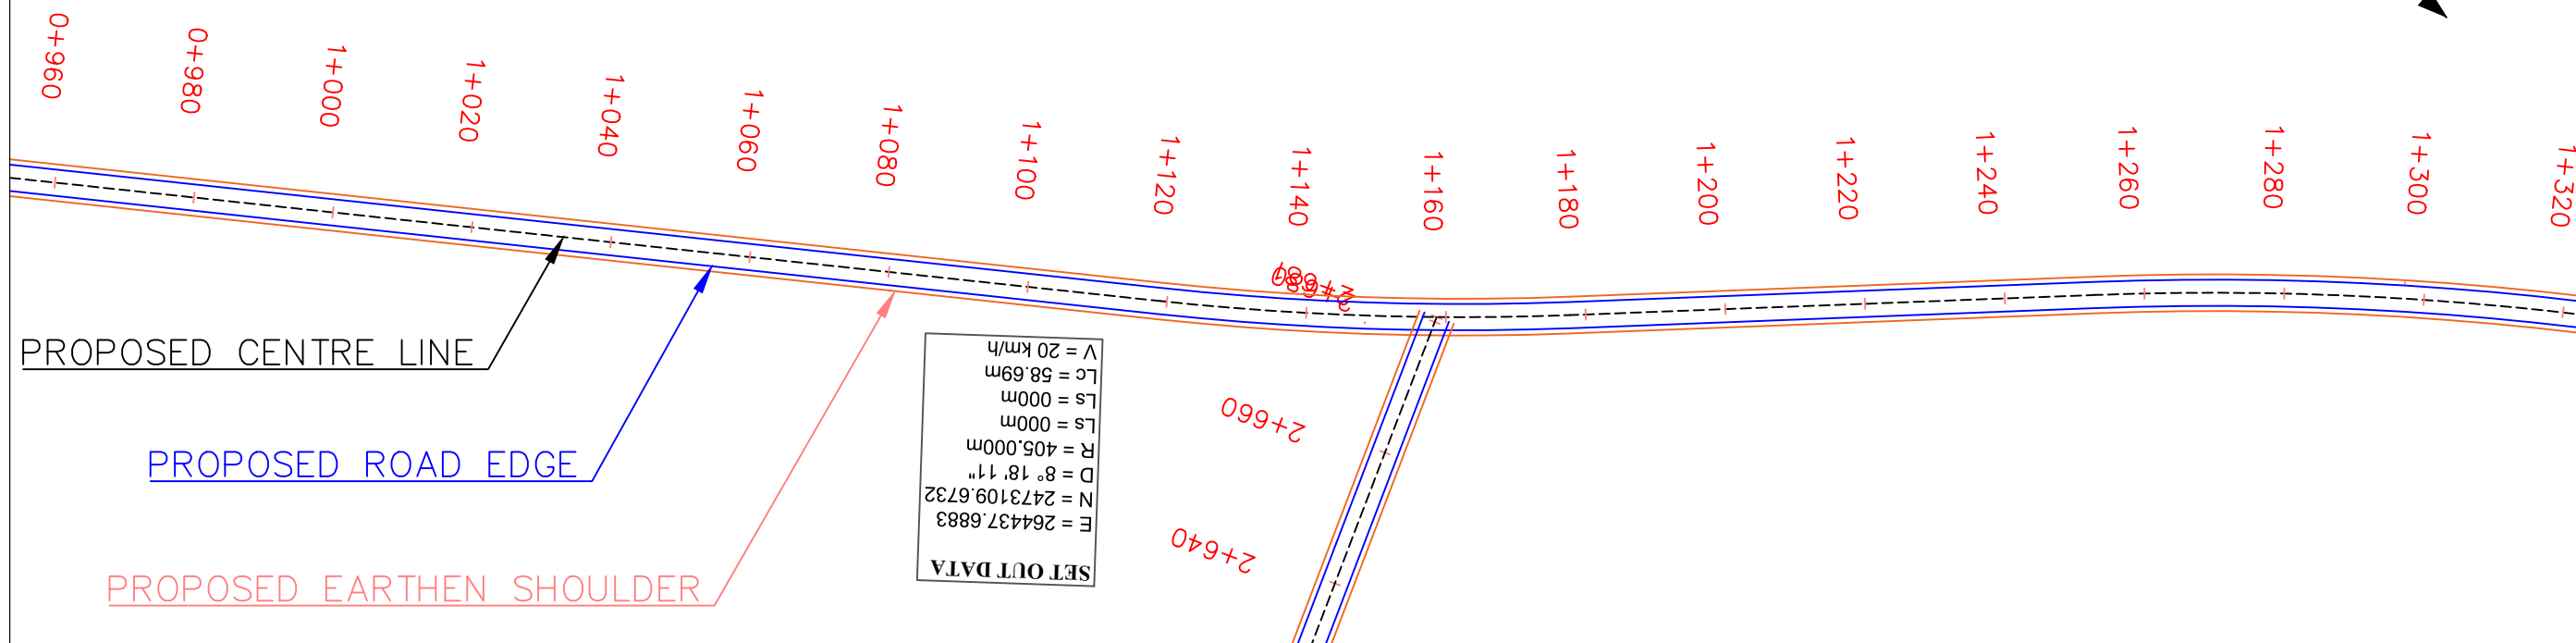 0+960
0+980
1+000
1+020
1+040
1+060
1+080
1+100
1+120
1+140
1+160
1+180
1+200
1+220
1+240
1+260
1+280
1+300
1+320
PROPOSED CENTRE LINE
PROPOSED ROAD EDGE
PROPOSED EARTHEN SHOULDER
SET OUT DATA
E = 264437.6883
N = 2473109.6732
D = 8° 18' 11"
R = 405.000m
Ls = 000m
Ls = 000m
Lc = 58.69m
V = 20 km/h
2+660
2+640